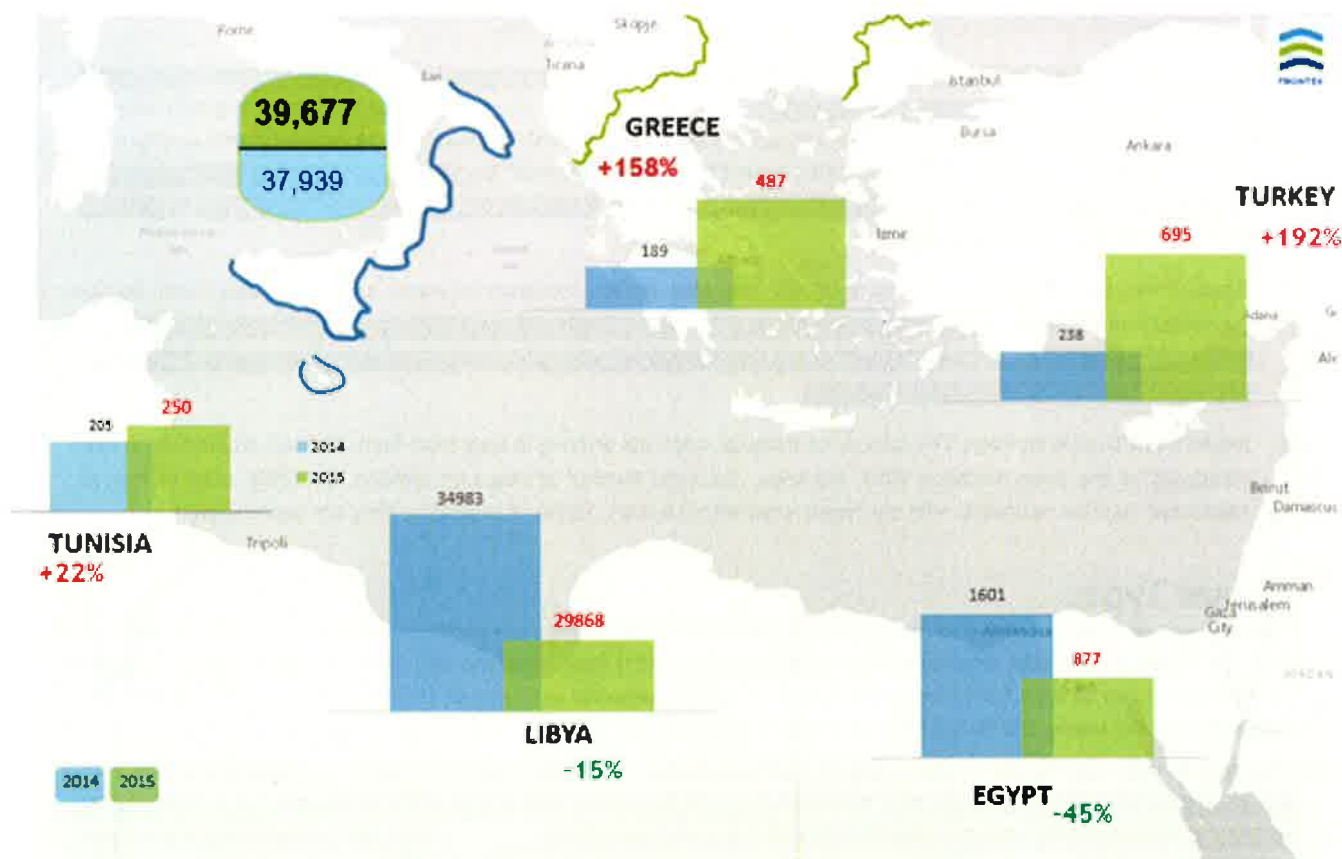 Skopje
Tirana
Bari
Istanbul
FRONTEX
39,677
37,939
GREECE
+158%
Bursa
Ankara
487
189
Izmir
TURKEY
+192%
695
238
Adana
205
250
2014
2015
34983
TUNISIA
+22%
Tripoli
29868
LIBYA
-15%
Beirut
Damascus
Amman
Jerusalem
Gaza
City
1601
Alexandria
877
EGYPT
-45%
2014 2015